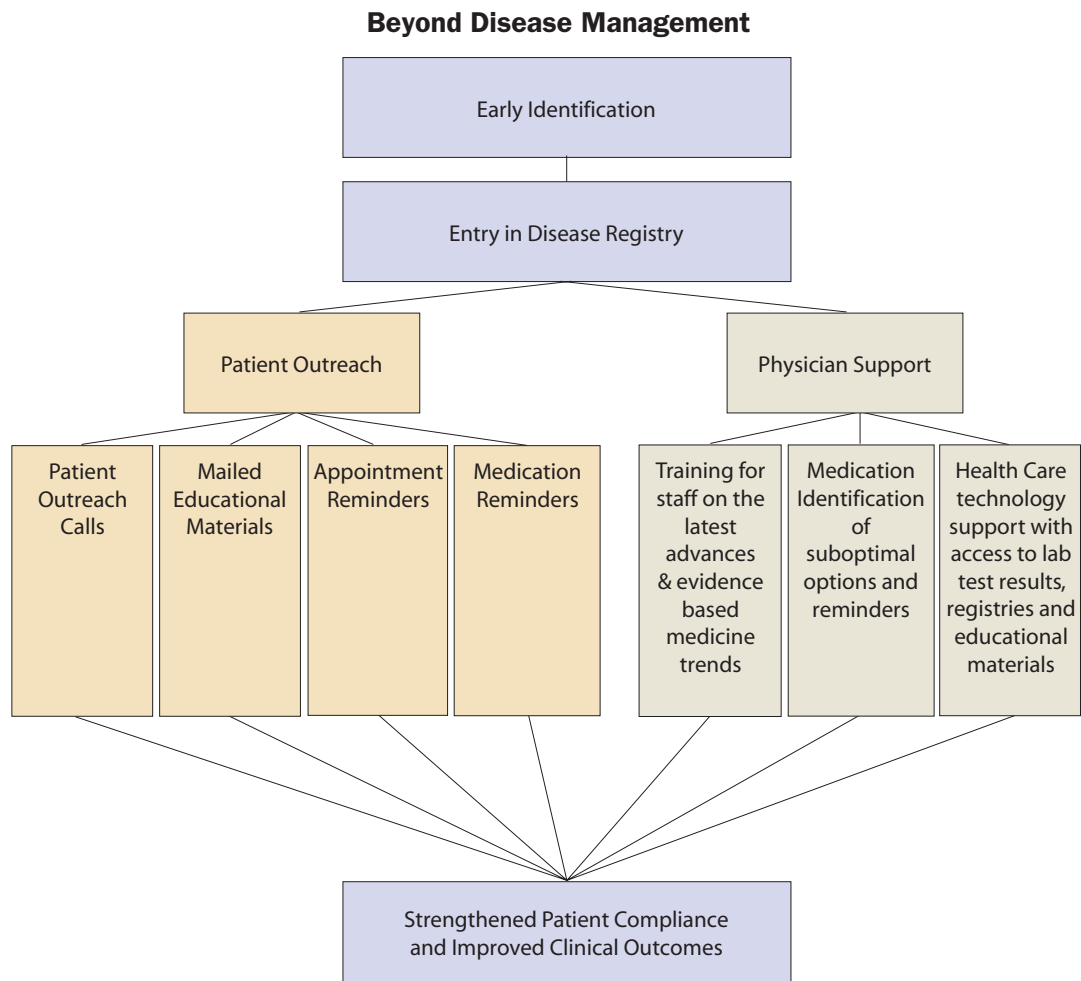 Beyond Disease Management
Early Identification
Entry in Disease Registry
Patient Outreach
Physician Support
Patient
Outreach
Calls
Mailed
Educational
Materials
Appointment
Reminders
Medication
Reminders
Training for
staff on the
latest
advances
& evidence
based
medicine
trends
Medication
Identification
of
suboptimal
options and
reminders
Health Care
technology
support with
access to lab
test results,
registries and
educational
materials
Strengthened Patient Compliance
and Improved Clinical Outcomes